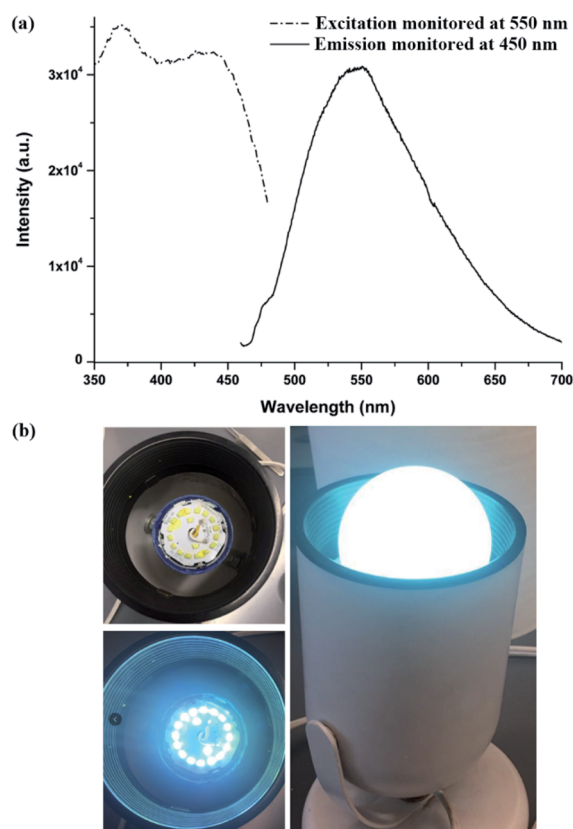 (a)
Excitation monitored at 550 nm
Emission monitored at 450 nm
3x10⁴
2x10⁴
1x10⁴
0
Intensity (a.u.)
350 400 450 500 550 600 650 700
Wavelength (nm)
(b)